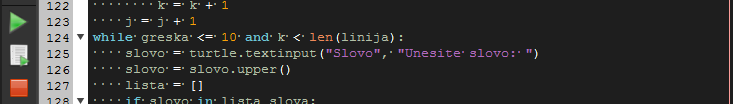 122 k = k + 1
123 j = j + 1
124 while greska <= 10 and k < len(linija):
125 slovo = turtle.textinput("Slovo", "Unesite slovo: ")
126 slovo = slovo.upper()
127 lista = []
128 if slovo in lista_slova: